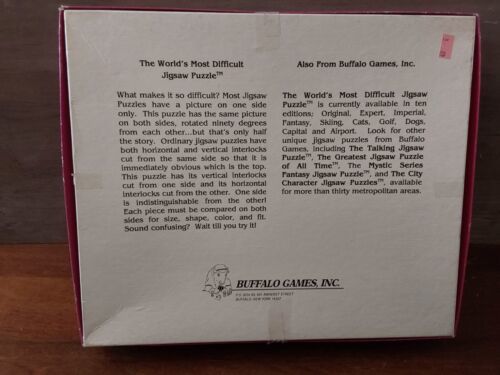 The World's Most Difficult
Jigsaw Puzzle™
What makes it so difficult? Most Jigsaw
Puzzles have a picture on one side
only. This puzzle has the same picture
on both sides, rotated ninety degrees
from each other...but that's only half
the story. Ordinary jigsaw puzzles have
both horizontal and vertical interlocks
cut from the same side so that it is
immediately obvious which is the top.
This puzzle has its vertical interlocks
cut from one side and its horizontal
interlocks cut from the other. One side
is indistinguishable from the other!
Each piece must be compared on both
sides for size, shape, color, and fit.
Sound confusing? Wait till you try it!
Also From Buffalo Games, Inc.
The World's Most Difficult Jigsaw
Puzzle™ is currently available in ten
editions; Original, Expert, Imperial,
Fantasy, Skiing, Cats, Golf, Dogs,
Capital and Airport. Look for other
unique jigsaw puzzles from Buffalo
Games, including The Talking Jigsaw
Puzzle™, The Greatest Jigsaw Puzzle
of All Time™, The Mystic Series
Fantasy Jigsaw Puzzle™, and The City
Character Jigsaw Puzzles™, available
for more than thirty metropolitan areas.
BUFFALO GAMES, INC.
BUFFALO, NEW YORK